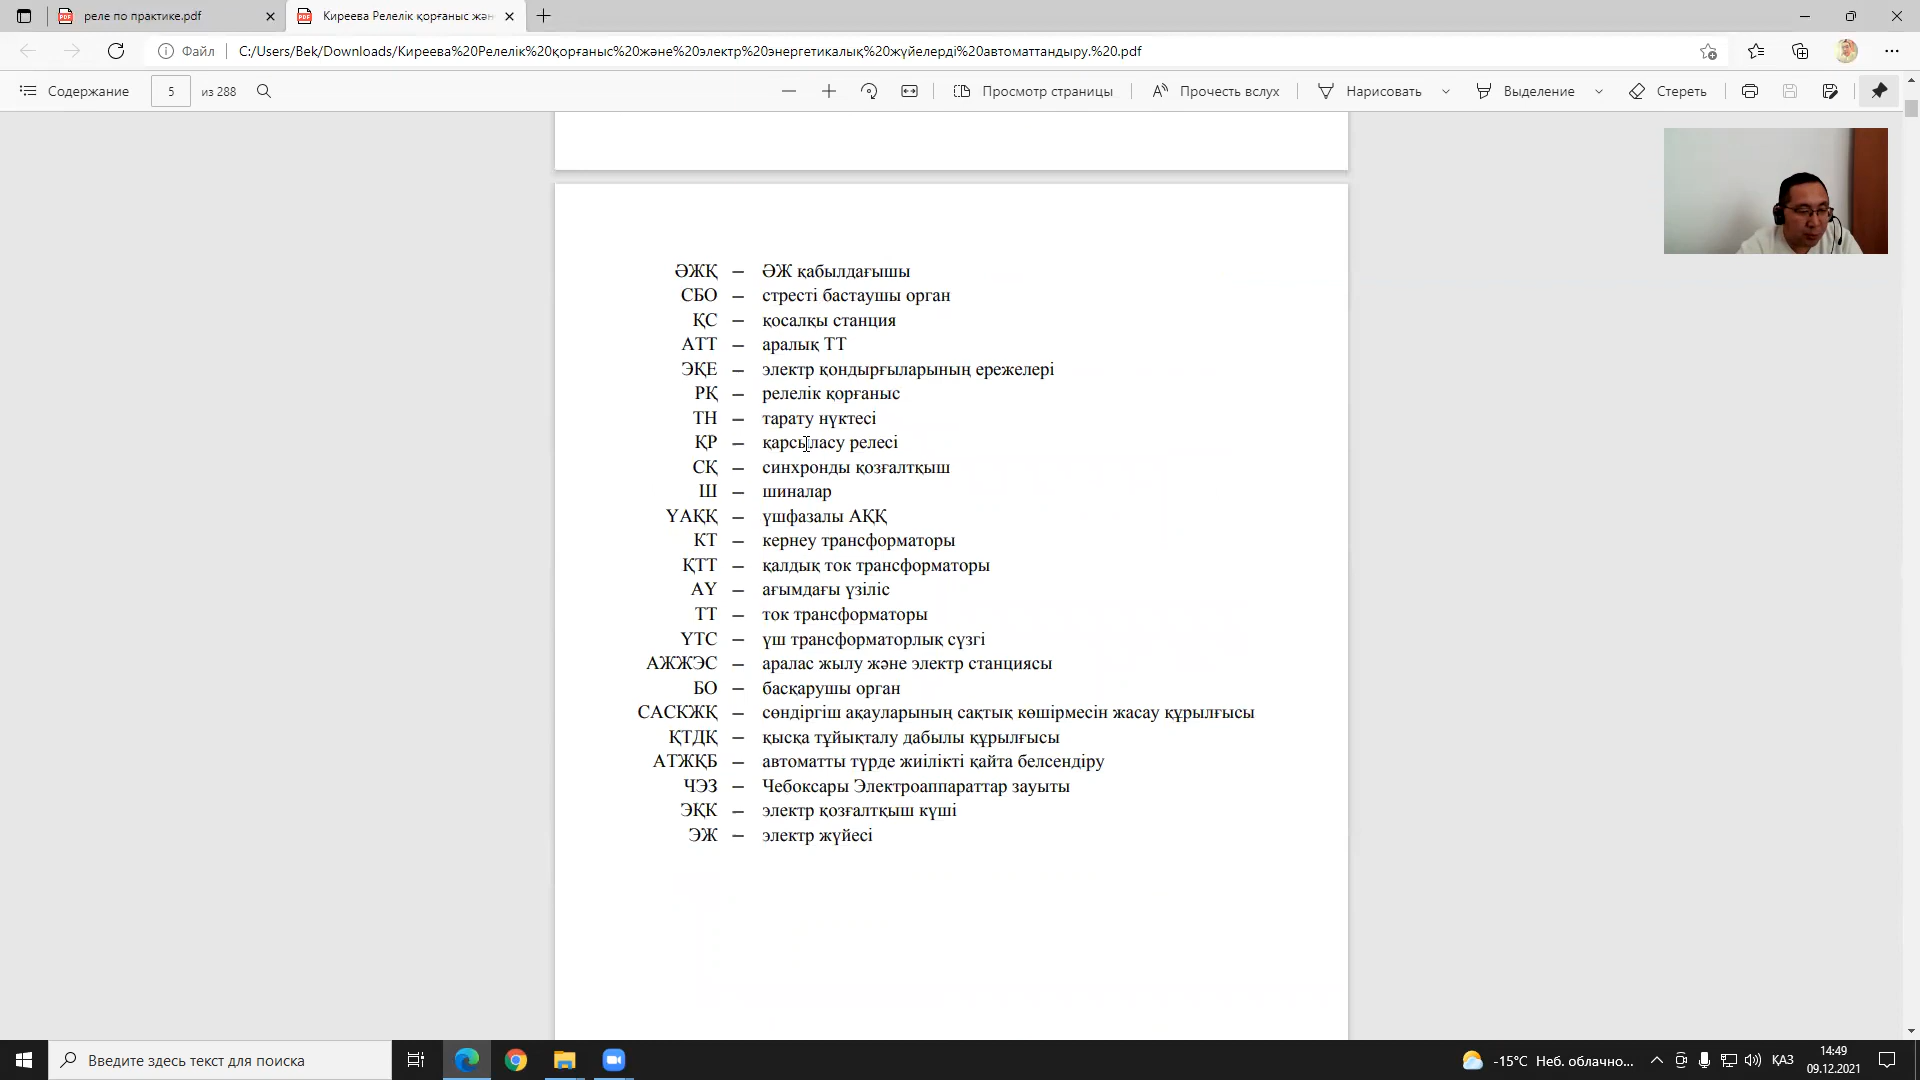 реле по практике.pdf
Киреева Релелік қорғаныс жән
Файл
C:/Users/Bek/Downloads/Киреева%20Релелік%20қорғаныс%20және%20электр%20энергетикалық%20жүйелерді%20автоматтандыру.%20.pdf
Содержание 5 из 288
Просмотр страницы
Прочесть вслух
Нарисовать
Выделение
Стереть
ӘЖҚ – ӘЖ қабылдағышы
СБО – стресті бастаушы орган
ҚС – қосалқы станция
АТТ – аралық ТТ
ЭҚЕ – электр қондырғыларының ережелері
РҚ – релелік қорғаныс
ТН – тарату нүктесі
ҚР – қарсыласу релесі
СҚ – синхронды қозғалтқыш
Ш – шиналар
ҮАҚҚ – үшфазалы АҚҚ
КТ – кернеу трансформаторы
ҚТТ – қалдық ток трансформаторы
АҮ – ағымдағы үзіліс
ТТ – ток трансформаторы
ҮТС – үш трансформаторлық сүзгі
АЖЖЭС – аралас жылу және электр станциясы
БО – басқарушы орган
САСКЖҚ – сөндіргіш ақауларының сақтық көшірмесін жасау құрылғысы
ҚТДҚ – қысқа тұйықталу дабылы құрылғысы
АТЖҚБ – автоматты түрде жиілікті қайта белсендіру
ЧЭЗ – Чебоксары Электроаппараттар зауыты
ЭҚК – электр қозғалтқыш күші
ЭЖ – электр жүйесі
Введите здесь текст для поиска
-15°C Неб. облачно...
ҚАЗ
14:49
09.12.2021